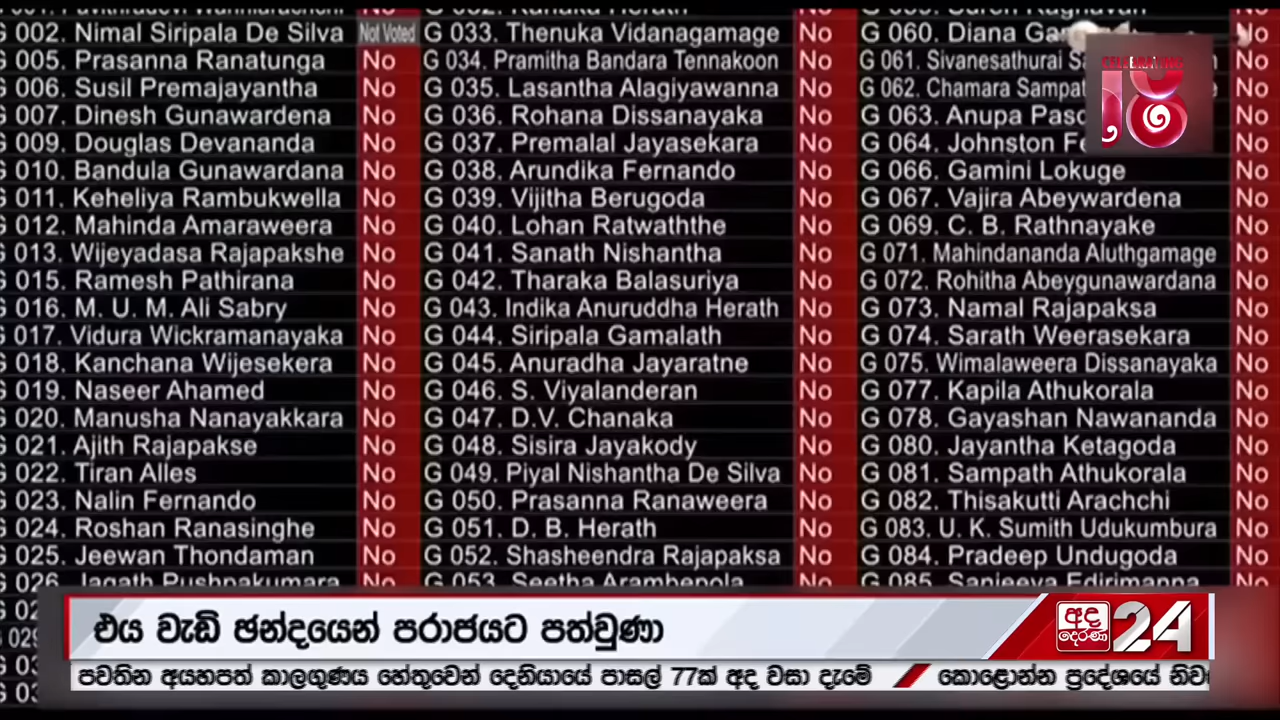 G 002. Nimal Siripala De Silva Not Voted
G 005. Prasanna Ranatunga No
G 006. Susil Premajayantha No
G 007. Dinesh Gunawardena No
G 009. Douglas Devananda No
G 010. Bandula Gunawardana No
G 011. Keheliya Rambukwella No
G 012. Mahinda Amaraweera No
G 013. Wijeyadasa Rajapakshe No
G 015. Ramesh Pathirana No
G 016. M. U. M. Ali Sabry No
G 017. Vidura Wickramanayaka No
G 018. Kanchana Wijesekera No
G 019. Naseer Ahamed No
G 020. Manusha Nanayakkara No
G 021. Ajith Rajapakse No
G 022. Tiran Alles No
G 023. Nalin Fernando No
G 024. Roshan Ranasinghe No
G 025. Jeewan Thondaman No
G 026. Jagath Pushpakumara No
G 033. Thenuka Vidanagamage No
G 034. Pramitha Bandara Tennakoon No
G 035. Lasantha Alagiyawanna No
G 036. Rohana Dissanayaka No
G 037. Premalal Jayasekara No
G 038. Arundika Fernando No
G 039. Vijitha Berugoda No
G 040. Lohan Ratwaththe No
G 041. Sanath Nishantha No
G 042. Tharaka Balasuriya No
G 043. Indika Anuruddha Herath No
G 044. Siripala Gamalath No
G 045. Anuradha Jayaratne No
G 046. S. Viyalanderan No
G 047. D.V. Chanaka No
G 048. Sisira Jayakody No
G 049. Piyal Nishantha De Silva No
G 050. Prasanna Ranaweera No
G 051. D. B. Herath No
G 052. Shasheendra Rajapaksa No
G 053. Seetha Arambepola No
G 060. Diana
G 061. Sivanesathurai
G 062. Chamara
G 063. Anupa No
G 064. Johnston No
G 066. Gamini Lokuge No
G 067. Vajira Abeywardena No
G 069. C. B. Rathnayake No
G 071. Mahindananda Aluthgamage No
G 072. Rohitha Abeygunawardana No
G 073. Namal Rajapaksa No
G 074. Sarath Weerasekara No
G 075. Wimalaweera Dissanayaka No
G 077. Kapila Athukorala No
G 078. Gayashan Nawananda No
G 080. Jayantha Ketagoda No
G 081. Sampath Athukorala No
G 082. Thisakutti Arachchi No
G 083. U. K. Sumith Udukumbura No
G 084. Pradeep Undugoda No
G 085. Sanjeeva Edirimanna No
CELEBRATING
18
එය වැඩි ඡන්දයෙන් පරාජයට පත්වුණා
අද දෙරණ 24
පවතින අයහපත් කාලගුණය හේතුවෙන් දෙනියායේ පාසල් 77ක් අද වසා දැමේ
කොළොන්න ප්‍රදේශයේ